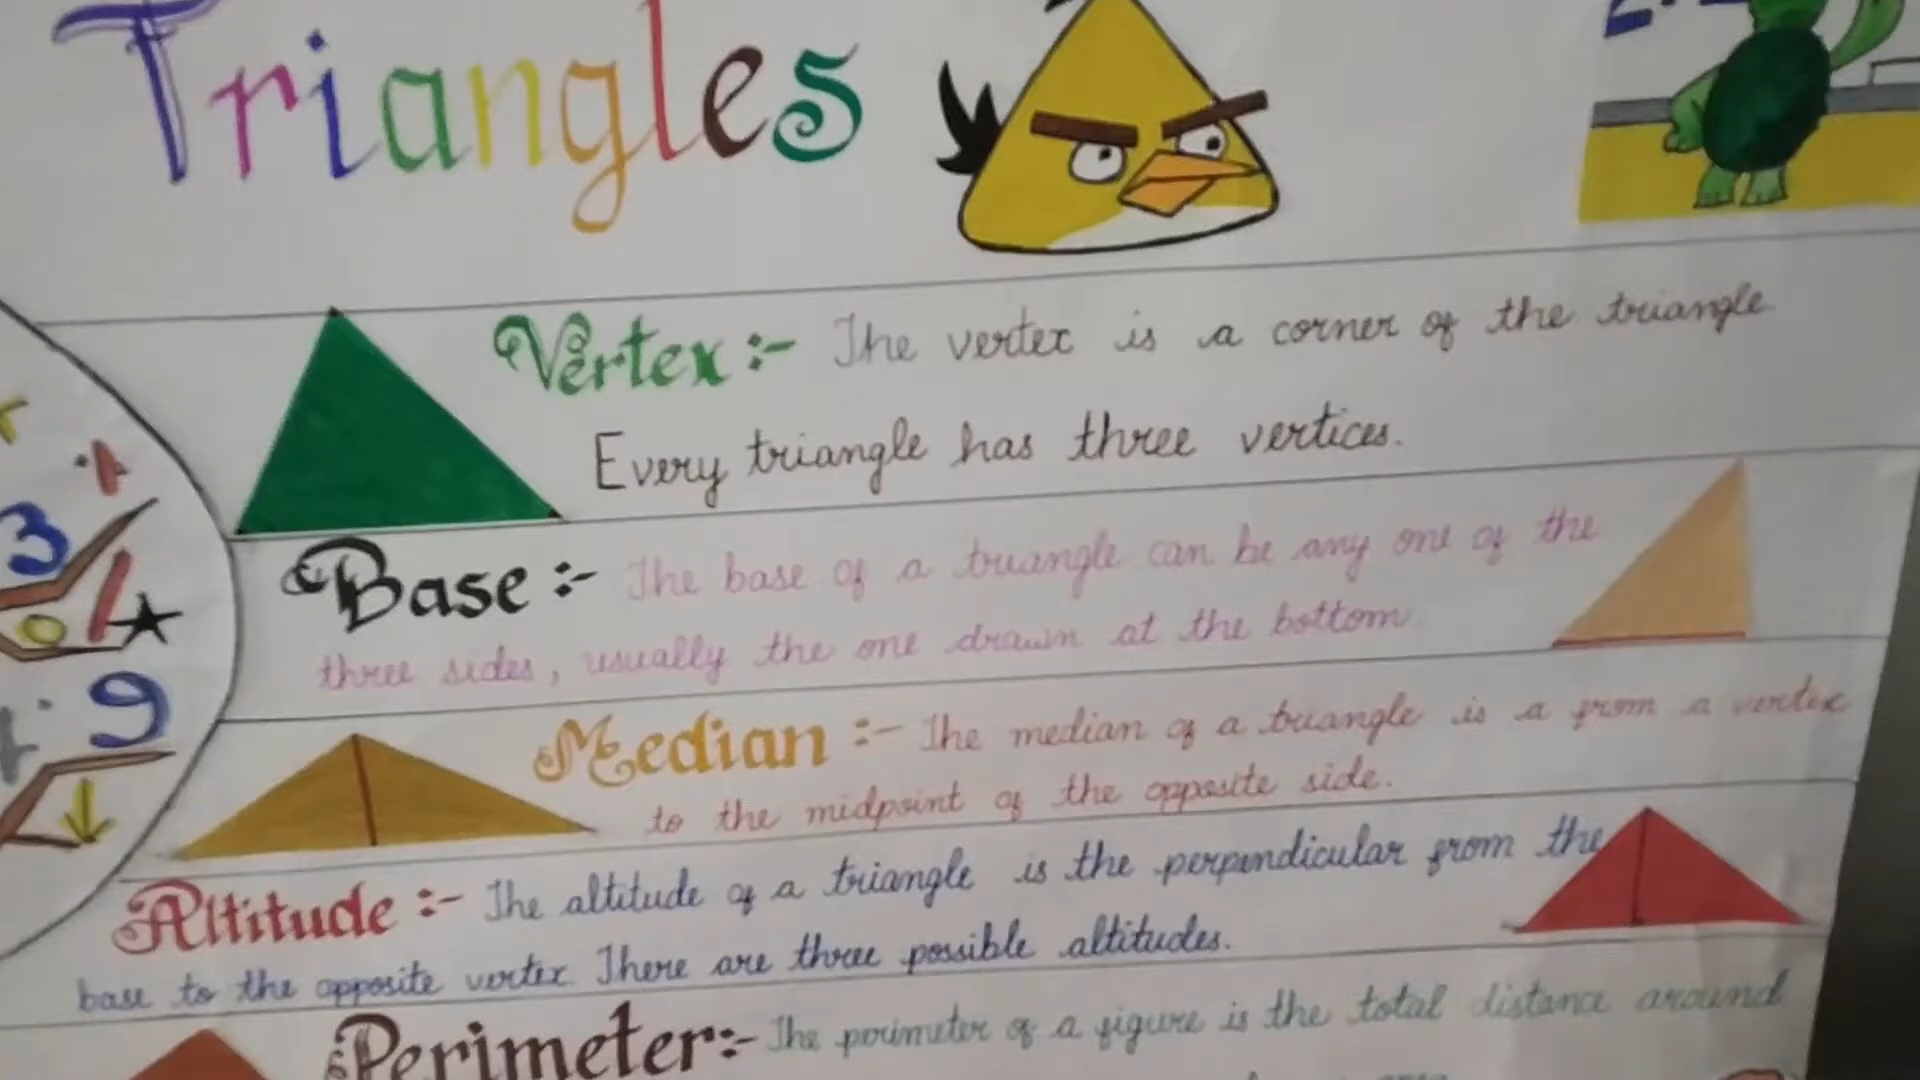 Triangles
Vertex :- The vertex is a corner of the triangle
Every triangle has three vertices.
Base :- The base of a triangle can be any one of the
three sides, usually the one drawn at the bottom
Median :- The median of a triangle is a from a vertex
to the midpoint of the opposite side.
Altitude :- The altitude of a triangle is the perpendicular from the
base to the opposite vertex There are three possible altitudes.
Perimeter:- The perimeter of a figure is the total distance around
3
9